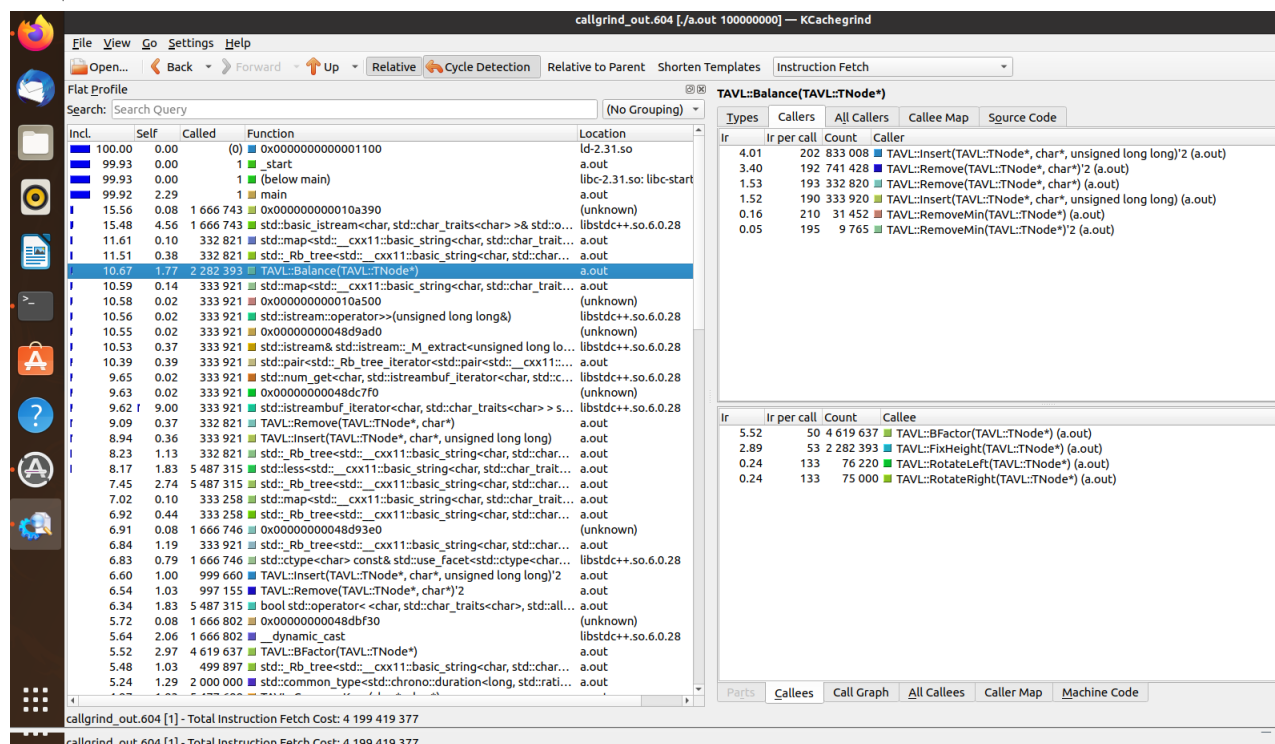 callgrind_out.604 [./a.out 100000000] — KCachegrind
File View Go Settings Help
Open... Back Forward Up Relative Cycle Detection Relative to Parent Shorten Templates Instruction Fetch
Flat Profile
Search: Search Query (No Grouping)
Incl. Self Called Function Location
100.00 0.00 (0) 0x0000000000001100 ld-2.31.so
99.93 0.00 1 _start a.out
99.93 0.00 1 (below main) libc-2.31.so: libc-start
99.92 2.29 1 main a.out
15.56 0.08 1 666 743 0x000000000010a390 (unknown)
15.48 4.56 1 666 743 std::basic_istream<char, std::char_traits<char> >& std::o... libstdc++.so.6.0.28
11.61 0.10 332 821 std::map<std::__cxx11::basic_string<char, std::char_trait... a.out
11.51 0.38 332 821 std::_Rb_tree<std::__cxx11::basic_string<char, std::char... a.out
10.67 1.77 2 282 393 TAVL::Balance(TAVL::TNode*) a.out
10.59 0.14 333 921 std::map<std::__cxx11::basic_string<char, std::char_trait... a.out
10.58 0.02 333 921 0x000000000010a500 (unknown)
10.56 0.02 333 921 std::istream::operator>>(unsigned long long&) libstdc++.so.6.0.28
10.55 0.02 333 921 0x00000000048d9ad0 (unknown)
10.53 0.37 333 921 std::istream& std::istream::_M_extract<unsigned long lo... libstdc++.so.6.0.28
10.39 0.39 333 921 std::pair<std::_Rb_tree_iterator<std::pair<std::__cxx11::... a.out
9.65 0.02 333 921 std::num_get<char, std::istreambuf_iterator<char, std::c... libstdc++.so.6.0.28
9.63 0.02 333 921 0x00000000048dc7f0 (unknown)
9.62 9.00 333 921 std::istreambuf_iterator<char, std::char_traits<char> > s... libstdc++.so.6.0.28
9.09 0.37 332 821 TAVL::Remove(TAVL::TNode*, char*) a.out
8.94 0.36 333 921 TAVL::Insert(TAVL::TNode*, char*, unsigned long long) a.out
8.23 1.13 332 821 std::_Rb_tree<std::__cxx11::basic_string<char, std::char... a.out
8.17 1.83 5 487 315 std::less<std::__cxx11::basic_string<char, std::char_trait... a.out
7.45 2.74 5 487 315 std::_Rb_tree<std::__cxx11::basic_string<char, std::char... a.out
7.02 0.10 333 258 std::map<std::__cxx11::basic_string<char, std::char_trait... a.out
6.92 0.44 333 258 std::_Rb_tree<std::__cxx11::basic_string<char, std::char... a.out
6.91 0.08 1 666 746 0x00000000048d93e0 (unknown)
6.84 1.19 333 921 std::_Rb_tree<std::__cxx11::basic_string<char, std::char... a.out
6.83 0.79 1 666 746 std::ctype<char> const& std::use_facet<std::ctype<char... libstdc++.so.6.0.28
6.60 1.00 999 660 TAVL::Insert(TAVL::TNode*, char*, unsigned long long)'2 a.out
6.54 1.03 997 155 TAVL::Remove(TAVL::TNode*, char*)'2 a.out
6.34 1.83 5 487 315 bool std::operator< <char, std::char_traits<char>, std::all... a.out
5.72 0.08 1 666 802 0x00000000048dbf30 (unknown)
5.64 2.06 1 666 802 __dynamic_cast libstdc++.so.6.0.28
5.52 2.97 4 619 637 TAVL::BFactor(TAVL::TNode*) a.out
5.48 1.03 499 897 std::_Rb_tree<std::__cxx11::basic_string<char, std::char... a.out
5.24 1.29 2 000 000 std::common_type<std::chrono::duration<long, std::rati... a.out
callgrind_out.604 [1] - Total Instruction Fetch Cost: 4 199 419 377
TAVL::Balance(TAVL::TNode*)
Types Callers All Callers Callee Map Source Code
Ir Ir per call Count Caller
4.01 202 833 008 TAVL::Insert(TAVL::TNode*, char*, unsigned long long)'2 (a.out)
3.40 192 741 428 TAVL::Remove(TAVL::TNode*, char*)'2 (a.out)
1.53 193 332 820 TAVL::Remove(TAVL::TNode*, char*) (a.out)
1.52 190 333 920 TAVL::Insert(TAVL::TNode*, char*, unsigned long long) (a.out)
0.16 210 31 452 TAVL::RemoveMin(TAVL::TNode*) (a.out)
0.05 195 9 765 TAVL::RemoveMin(TAVL::TNode*)'2 (a.out)
Ir Ir per call Count Callee
5.52 50 4 619 637 TAVL::BFactor(TAVL::TNode*) (a.out)
2.89 53 2 282 393 TAVL::FixHeight(TAVL::TNode*) (a.out)
0.24 133 76 220 TAVL::RotateLeft(TAVL::TNode*) (a.out)
0.24 133 75 000 TAVL::RotateRight(TAVL::TNode*) (a.out)
Parts Callees Call Graph All Callees Caller Map Machine Code
callgrind_out.604 [1] - Total Instruction Fetch Cost: 4 199 419 377